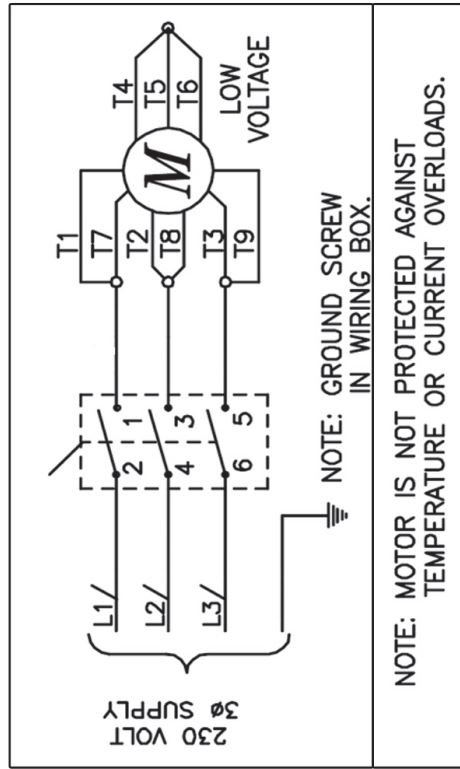 230 VOLT
3Ø SUPPLY
L1
L2
L3
2
1
4
3
6
5
T1
T7
T2
T8
T3
T9
M
T4
T5
T6
LOW
VOLTAGE
NOTE: GROUND SCREW
IN WIRING BOX.
NOTE: MOTOR IS NOT PROTECTED AGAINST
TEMPERATURE OR CURRENT OVERLOADS.